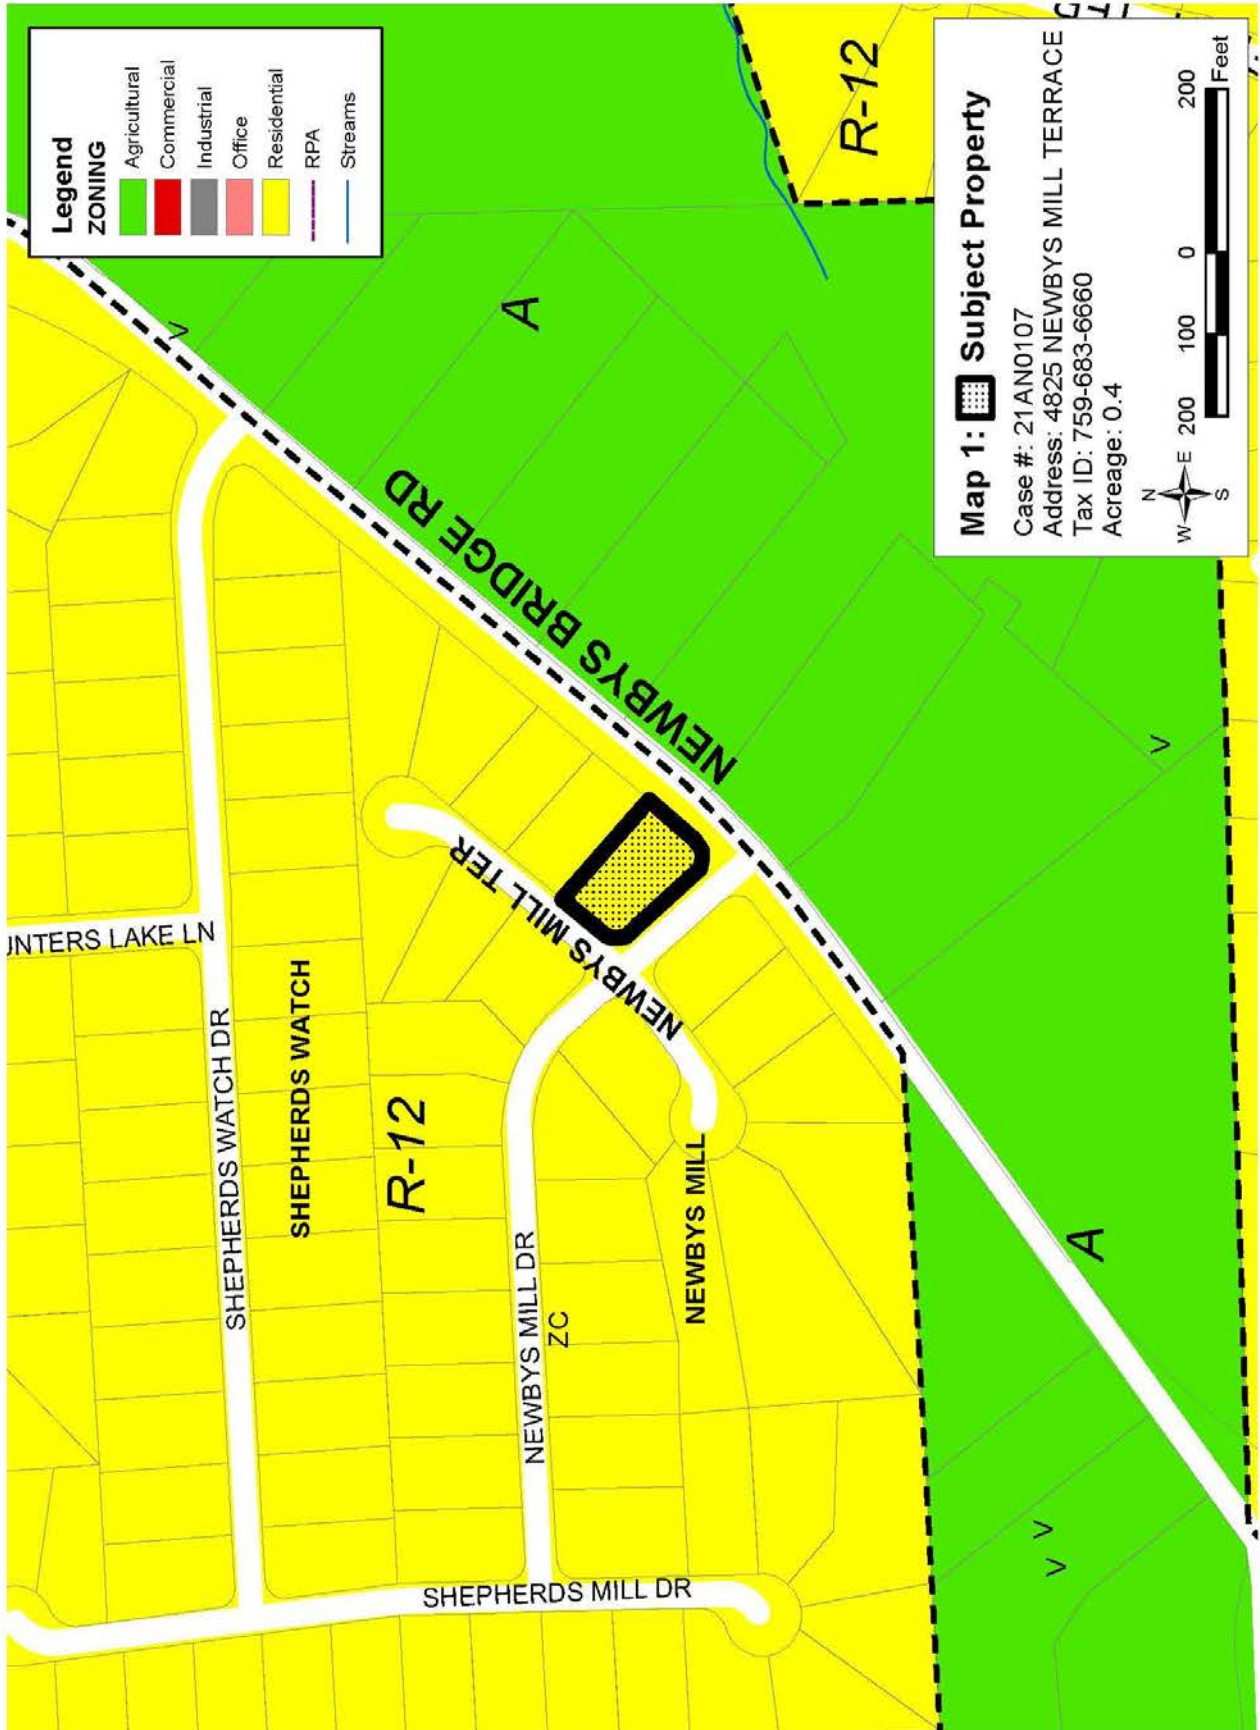 Legend
ZONING
Agricultural
Commercial
Industrial
Office
Residential
RPA
Streams
V
A
R-12
NEWBYS BRIDGE RD
NEWBYS MILL TER
JNTERS LAKE LN
SHEPHERDS WATCH DR
SHEPHERDS WATCH
R-12
NEWBYS MILL DR
ZC
NEWBYS MILL
SHEPHERDS MILL DR
V
A
V
V
Map 1: Subject Property
Case #: 21AN0107
Address: 4825 NEWBYS MILL TERRACE
Tax ID: 759-683-6660
Acreage: 0.4
N
W E
S
200 100 0 200
Feet